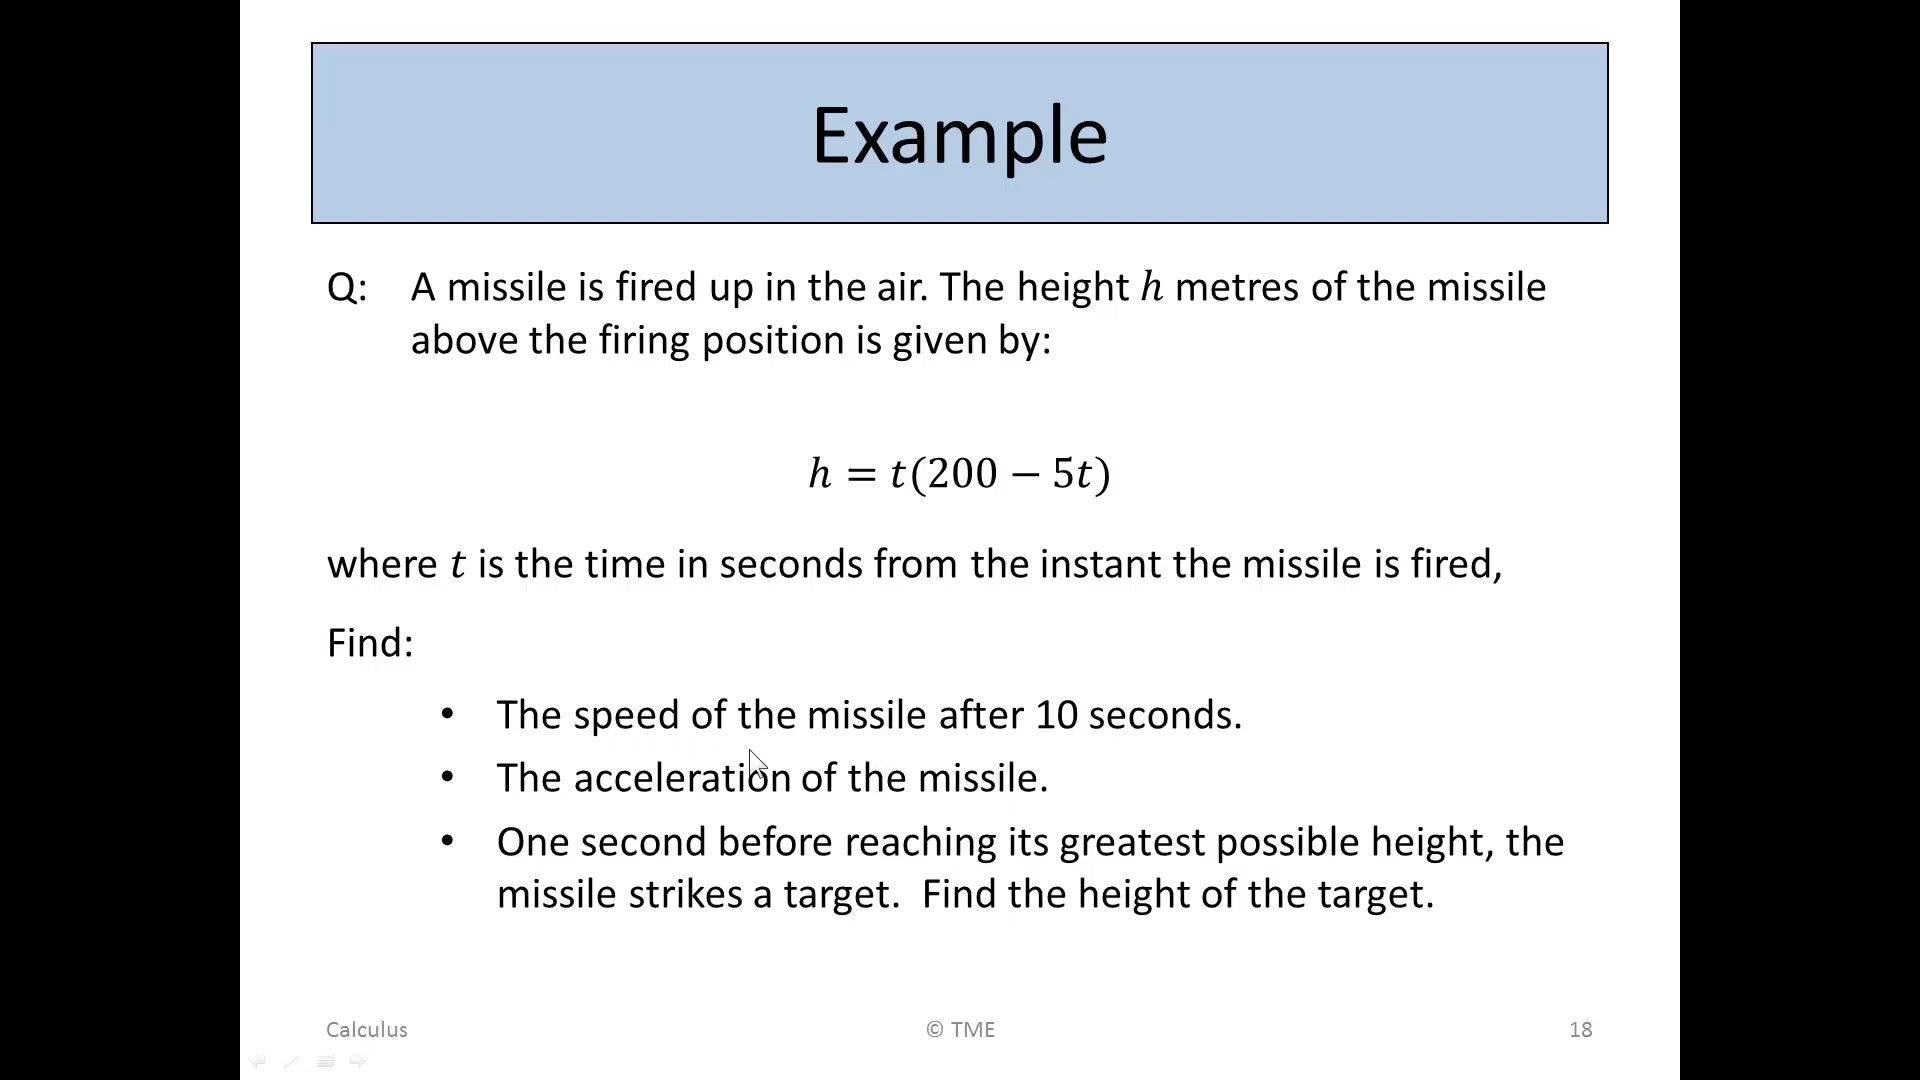 Example
Q: A missile is fired up in the air. The height h metres of the missile
above the firing position is given by:
h = t(200 − 5t)
where t is the time in seconds from the instant the missile is fired,
Find:
• The speed of the missile after 10 seconds.
• The acceleration of the missile.
• One second before reaching its greatest possible height, the
missile strikes a target. Find the height of the target.
Calculus © TME 18